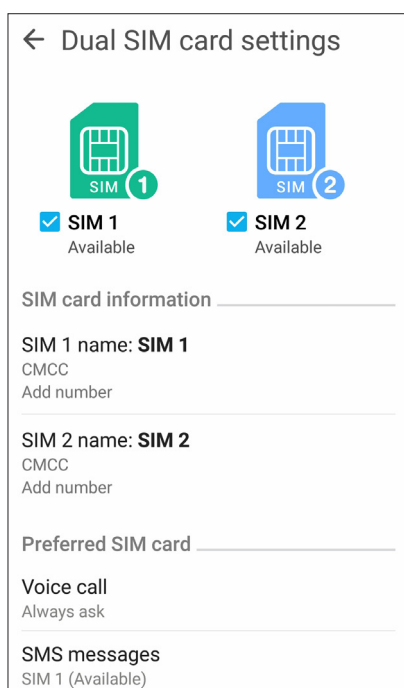 Dual SIM card settings
SIM 1
SIM 2
SIM 1
SIM 2
Available
Available
SIM card information
SIM 1 name: SIM 1
CMCC
Add number
SIM 2 name: SIM 2
CMCC
Add number
Preferred SIM card
Voice call
Always ask
SMS messages
SIM 1 (Available)